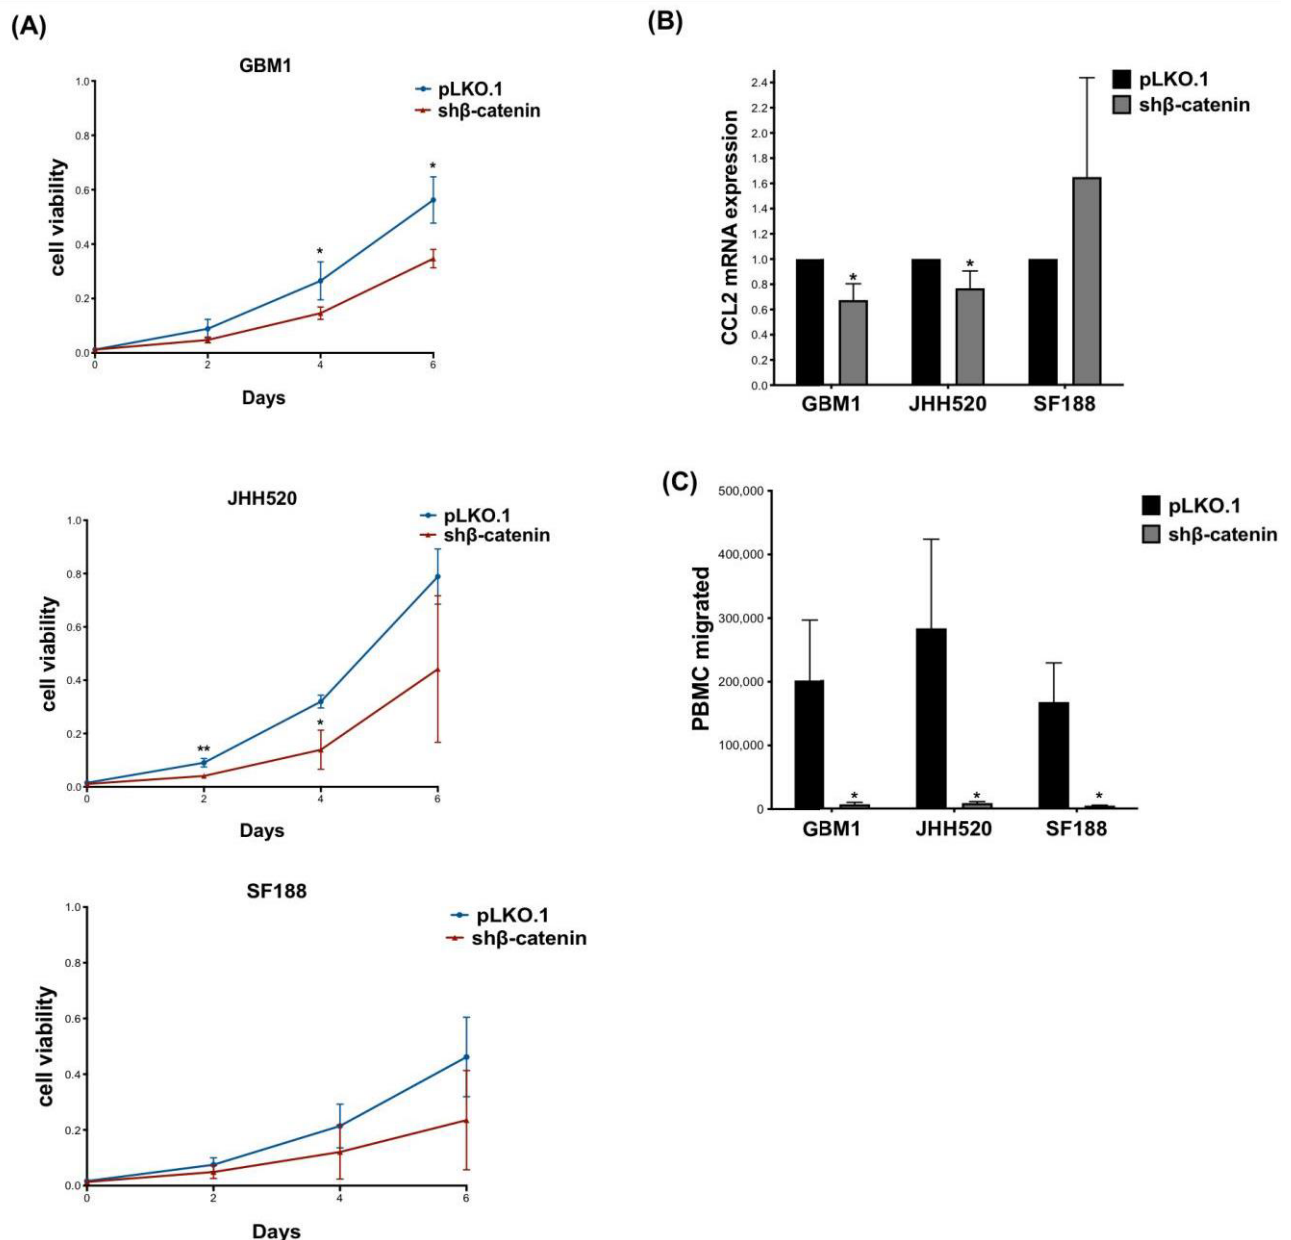 (A)
GBM1
pLKO.1
shβ-catenin
cell viability
1.0
0.8
0.6
0.4
0.2
0.0
*
*
0 2 4 6
Days
JHH520
pLKO.1
shβ-catenin
cell viability
1.0
0.8
0.6
0.4
0.2
0.0
**
*
0 2 4 6
Days
SF188
pLKO.1
shβ-catenin
cell viability
1.0
0.8
0.6
0.4
0.2
0.0
0 2 4 6
Days
(B)
pLKO.1
shβ-catenin
CCL2 mRNA expression
2.4
2.2
2.0
1.8
1.6
1.4
1.2
1.0
0.8
0.6
0.4
0.2
0.0
* *
GBM1 JHH520 SF188
(C)
pLKO.1
shβ-catenin
PBMC migrated
500,000
400,000
300,000
200,000
100,000
0
* * *
GBM1 JHH520 SF188